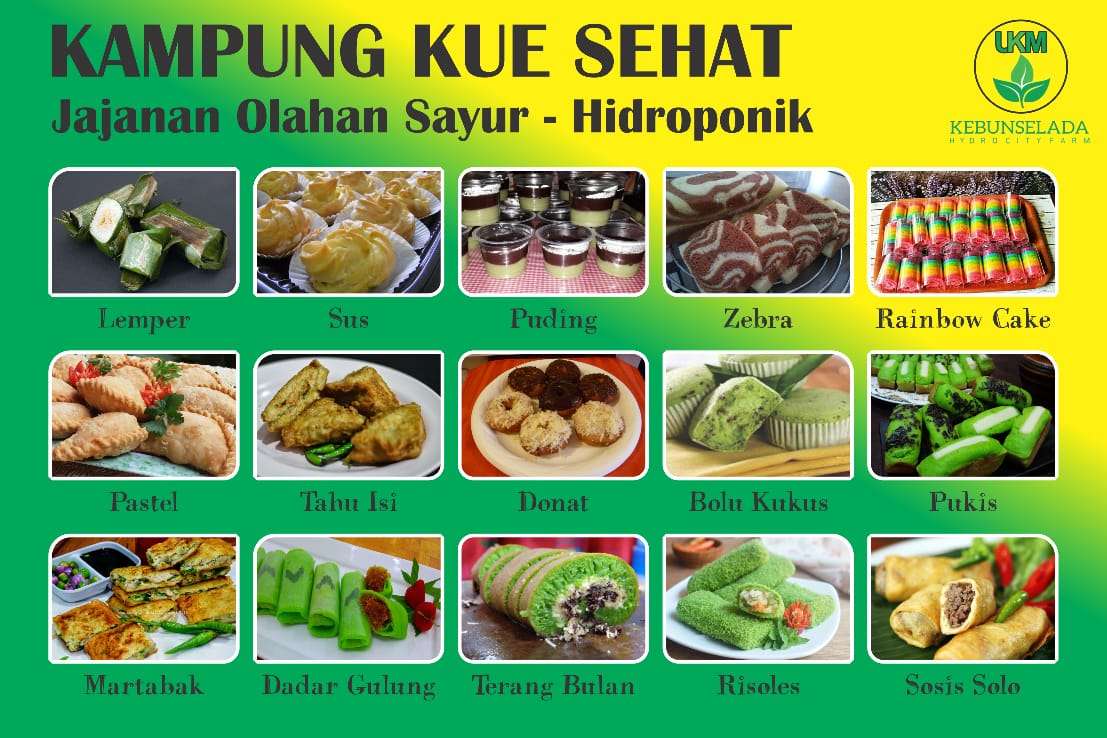 KAMPUNG KUE SEHAT
Jajanan Olahan Sayur - Hidroponik
UKM
KEBUNSELADA
HYDROCITYFARM
Lemper
Sus
Puding
Zebra
Rainbow Cake
Pastel
Tahu Isi
Donat
Bolu Kukus
Pukis
Martabak
Dadar Gulung
Terang Bulan
Risoles
Sosis Solo